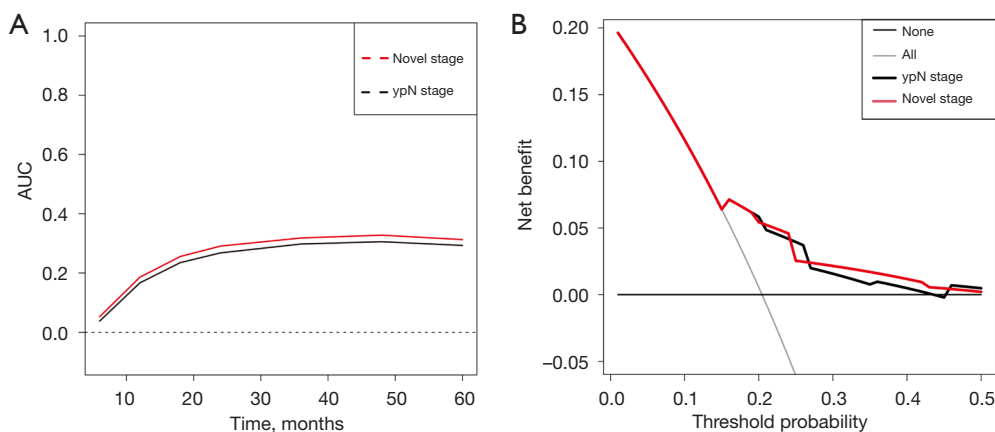 A
1.0
0.8
0.6
0.4
0.2
0.0
AUC
Novel stage
ypN stage
10 20 30 40 50 60
Time, months
B
0.20
0.15
0.10
0.05
0.00
−0.05
Net benefit
None
All
ypN stage
Novel stage
0.0 0.1 0.2 0.3 0.4 0.5
Threshold probability